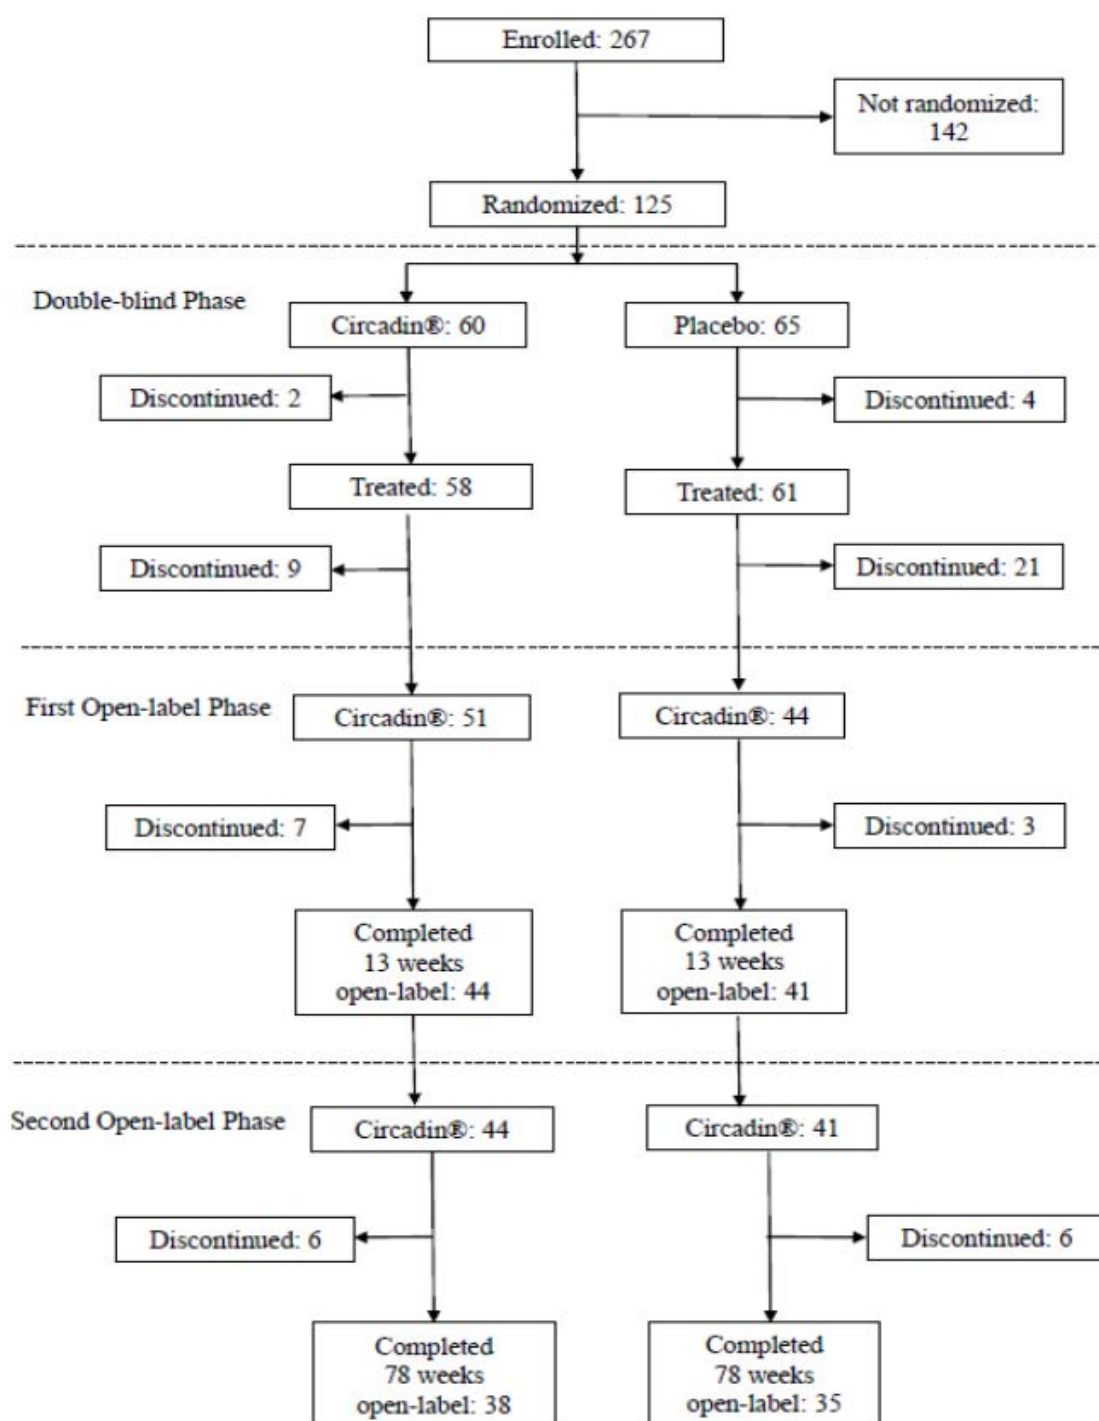 Enrolled: 267
Not randomized:
142
Randomized: 125
Double-blind Phase
Circadin®: 60
Placebo: 65
Discontinued: 2
Discontinued: 4
Treated: 58
Treated: 61
Discontinued: 9
Discontinued: 21
First Open-label Phase
Circadin®: 51
Circadin®: 44
Discontinued: 7
Discontinued: 3
Completed
13 weeks
open-label: 44
Completed
13 weeks
open-label: 41
Second Open-label Phase
Circadin®: 44
Circadin®: 41
Discontinued: 6
Discontinued: 6
Completed
78 weeks
open-label: 38
Completed
78 weeks
open-label: 35